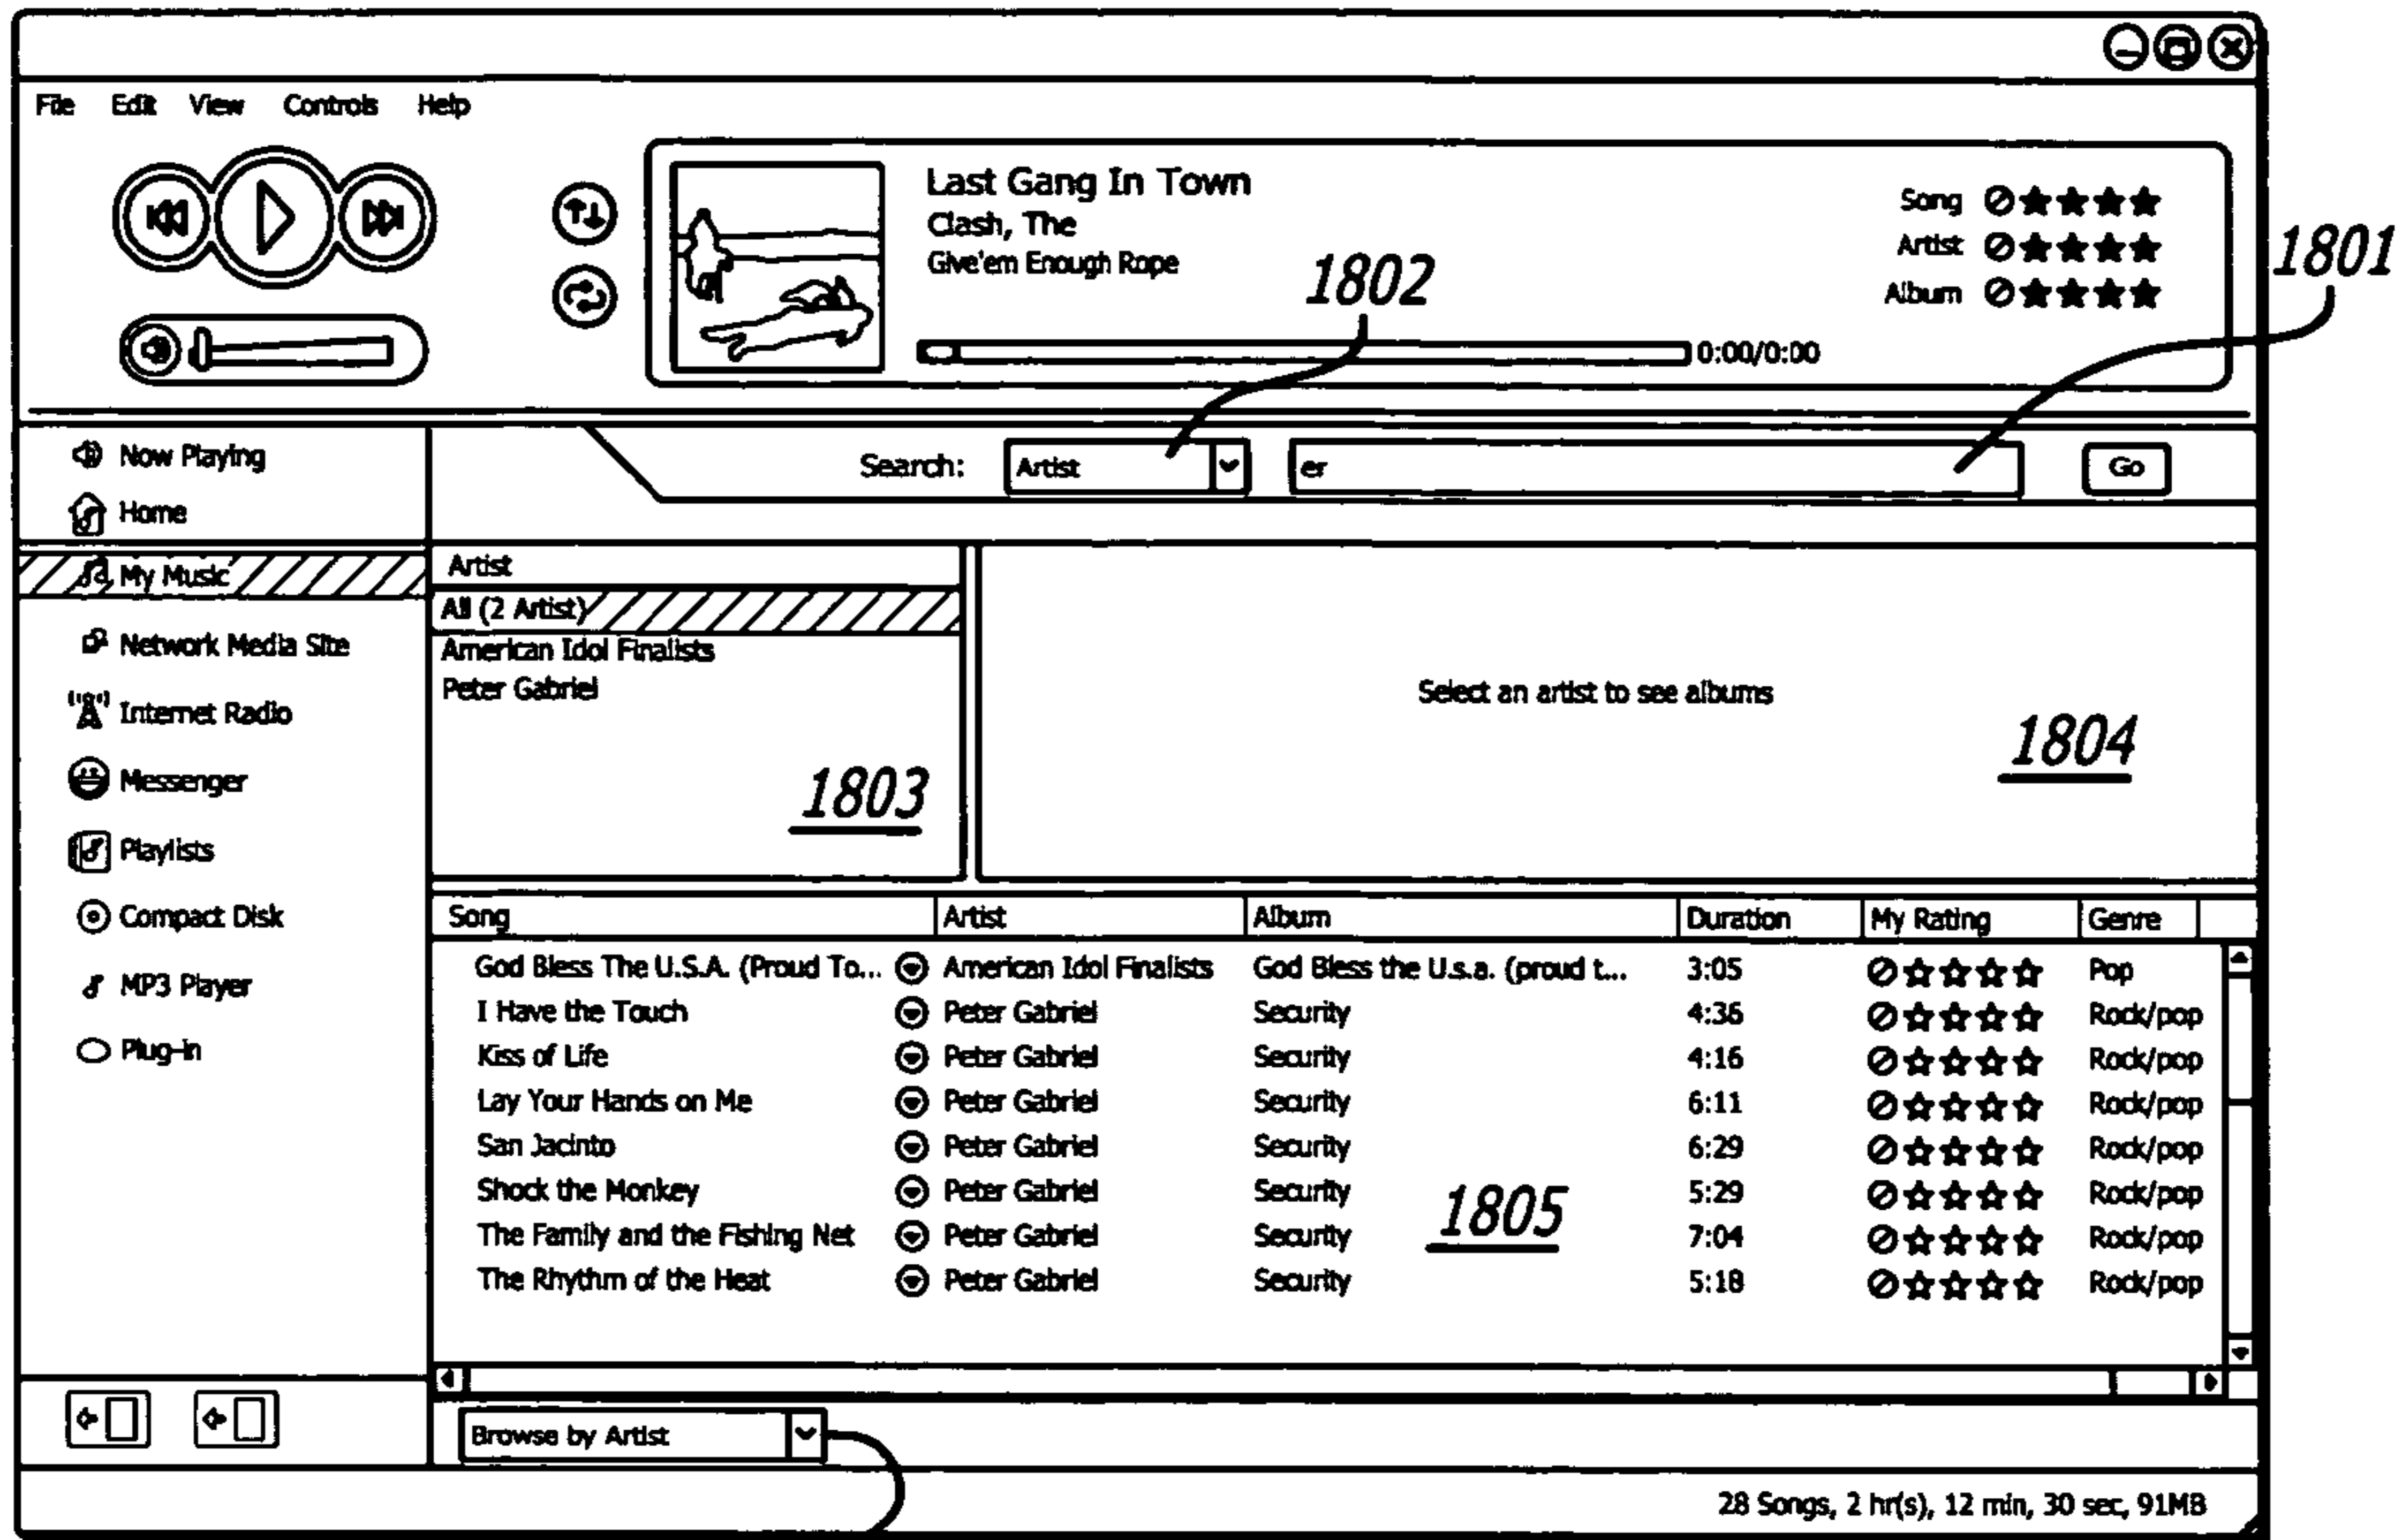 File Edit View Controls Help
Last Gang In Town
Clash, The
Give'em Enough Rope
0:00/0:00
Song
Artist
Album
1802
1801
Now Playing
Home
My Music
Network Media Site
Internet Radio
Messenger
Playlists
Compact Disk
MP3 Player
Plug-in
Search: Artist er Go
Artist
All (2 Artist)
American Idol Finalists
Peter Gabriel
1803
Select an artist to see albums
1804
Song Artist Album Duration My Rating Genre
God Bless The U.S.A. (Proud To... American Idol Finalists God Bless the U.s.a. (proud t... 3:05 Pop
I Have the Touch Peter Gabriel Security 4:36 Rock/pop
Kiss of Life Peter Gabriel Security 4:16 Rock/pop
Lay Your Hands on Me Peter Gabriel Security 6:11 Rock/pop
San Jacinto Peter Gabriel Security 6:29 Rock/pop
Shock the Monkey Peter Gabriel Security 5:29 Rock/pop
The Family and the Fishing Net Peter Gabriel Security 7:04 Rock/pop
The Rhythm of the Heat Peter Gabriel Security 5:18 Rock/pop
1805
Browse by Artist
28 Songs, 2 hr(s), 12 min, 30 sec, 91MB